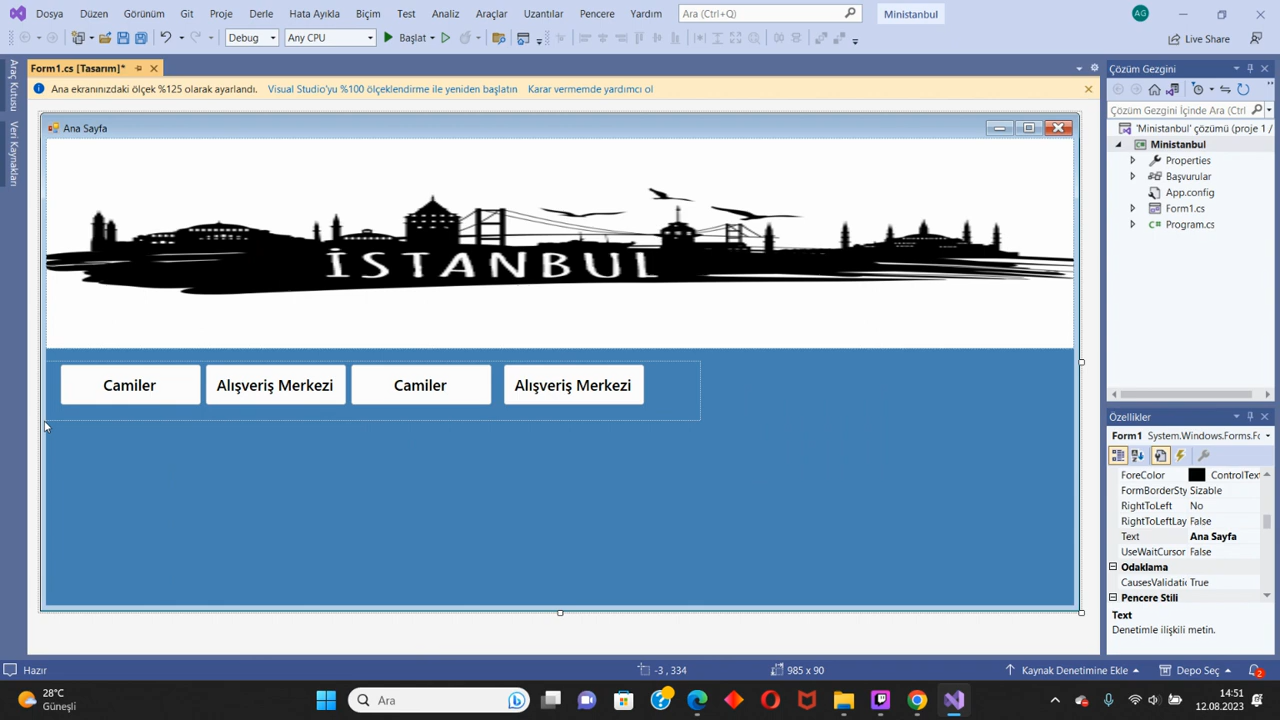 Dosya Düzen Görünüm Git Proje Derle Hata Ayıkla Biçim Test Analiz Araçlar Uzantılar Pencere Yardım Ara (Ctrl+Q) Ministanbul AG
Debug Any CPU Başlat Live Share
Form1.cs [Tasarım]*
Ana ekranınızdaki ölçek %125 olarak ayarlandı. Visual Studio'yu %100 ölçeklendirme ile yeniden başlatın Karar vermemde yardımcı ol
Araç Kutusu
Veri Kaynakları
Ana Sayfa
İSTANBUL
Camiler Alışveriş Merkezi Camiler Alışveriş Merkezi
Çözüm Gezgini
Çözüm Gezgini İçinde Ara (Ctrl
'Ministanbul' çözümü (proje 1 /
Ministanbul
Properties
Başvurular
App.config
Form1.cs
Program.cs
Özellikler
Form1 System.Windows.Forms.Fo
ForeColor ControlText
FormBorderSty Sizable
RightToLeft No
RightToLeftLay False
Text Ana Sayfa
UseWaitCursor False
Odaklama
CausesValidatic True
Pencere Stili
Text
Denetimle ilişkili metin.
Hazır -3 , 334 985 x 90 Kaynak Denetimine Ekle Depo Seç 2
28°C
Güneşli
Ara
14:51
12.08.2023